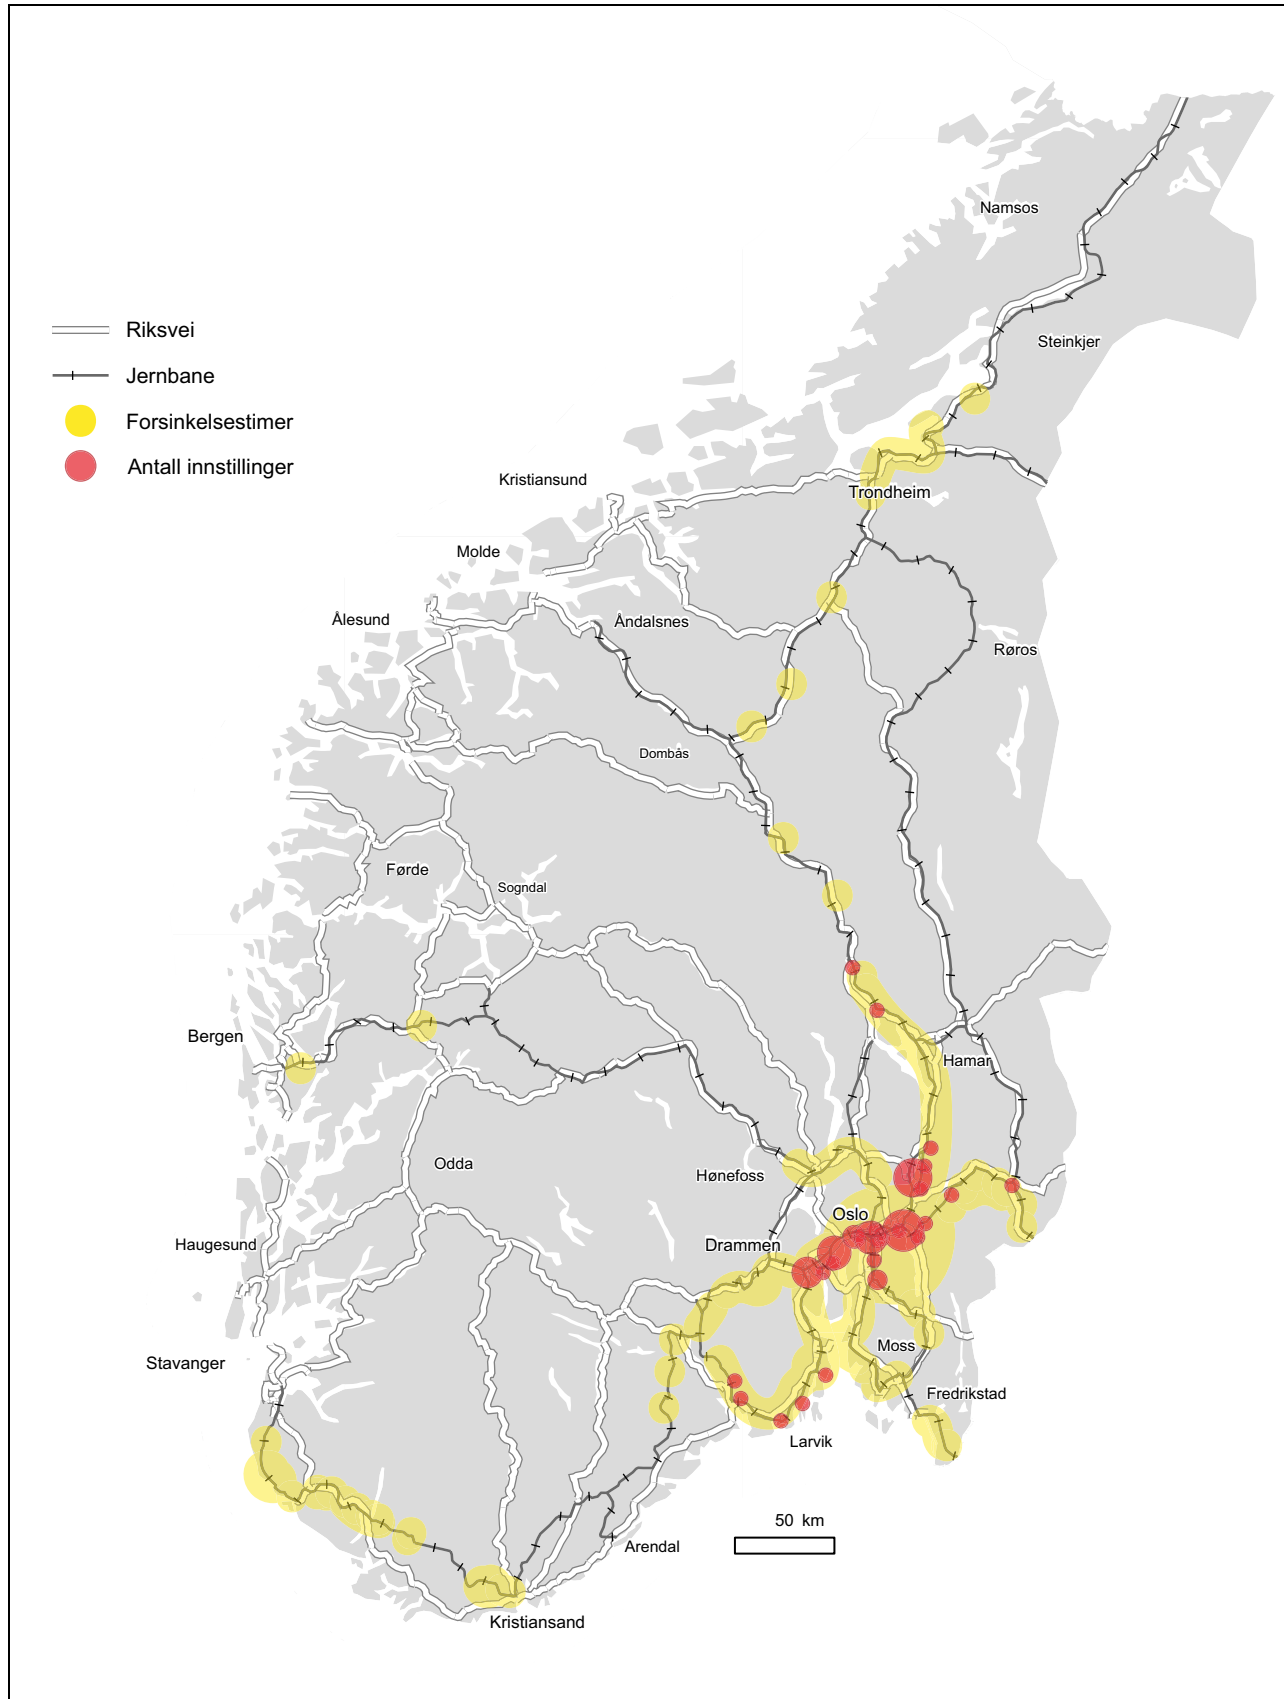 Namsos
Riksvei
Steinkjer
Jernbane
Forsinkelsestimer
Antall innstillinger
Kristiansund
Trondheim
Molde
Ålesund
Åndalsnes
Røros
Dombås
Førde
Sogndal
Bergen
Hamar
Odda
Hønefoss
Oslo
Haugesund
Drammen
Moss
Stavanger
Fredrikstad
Larvik
50 km
Arendal
Kristiansand